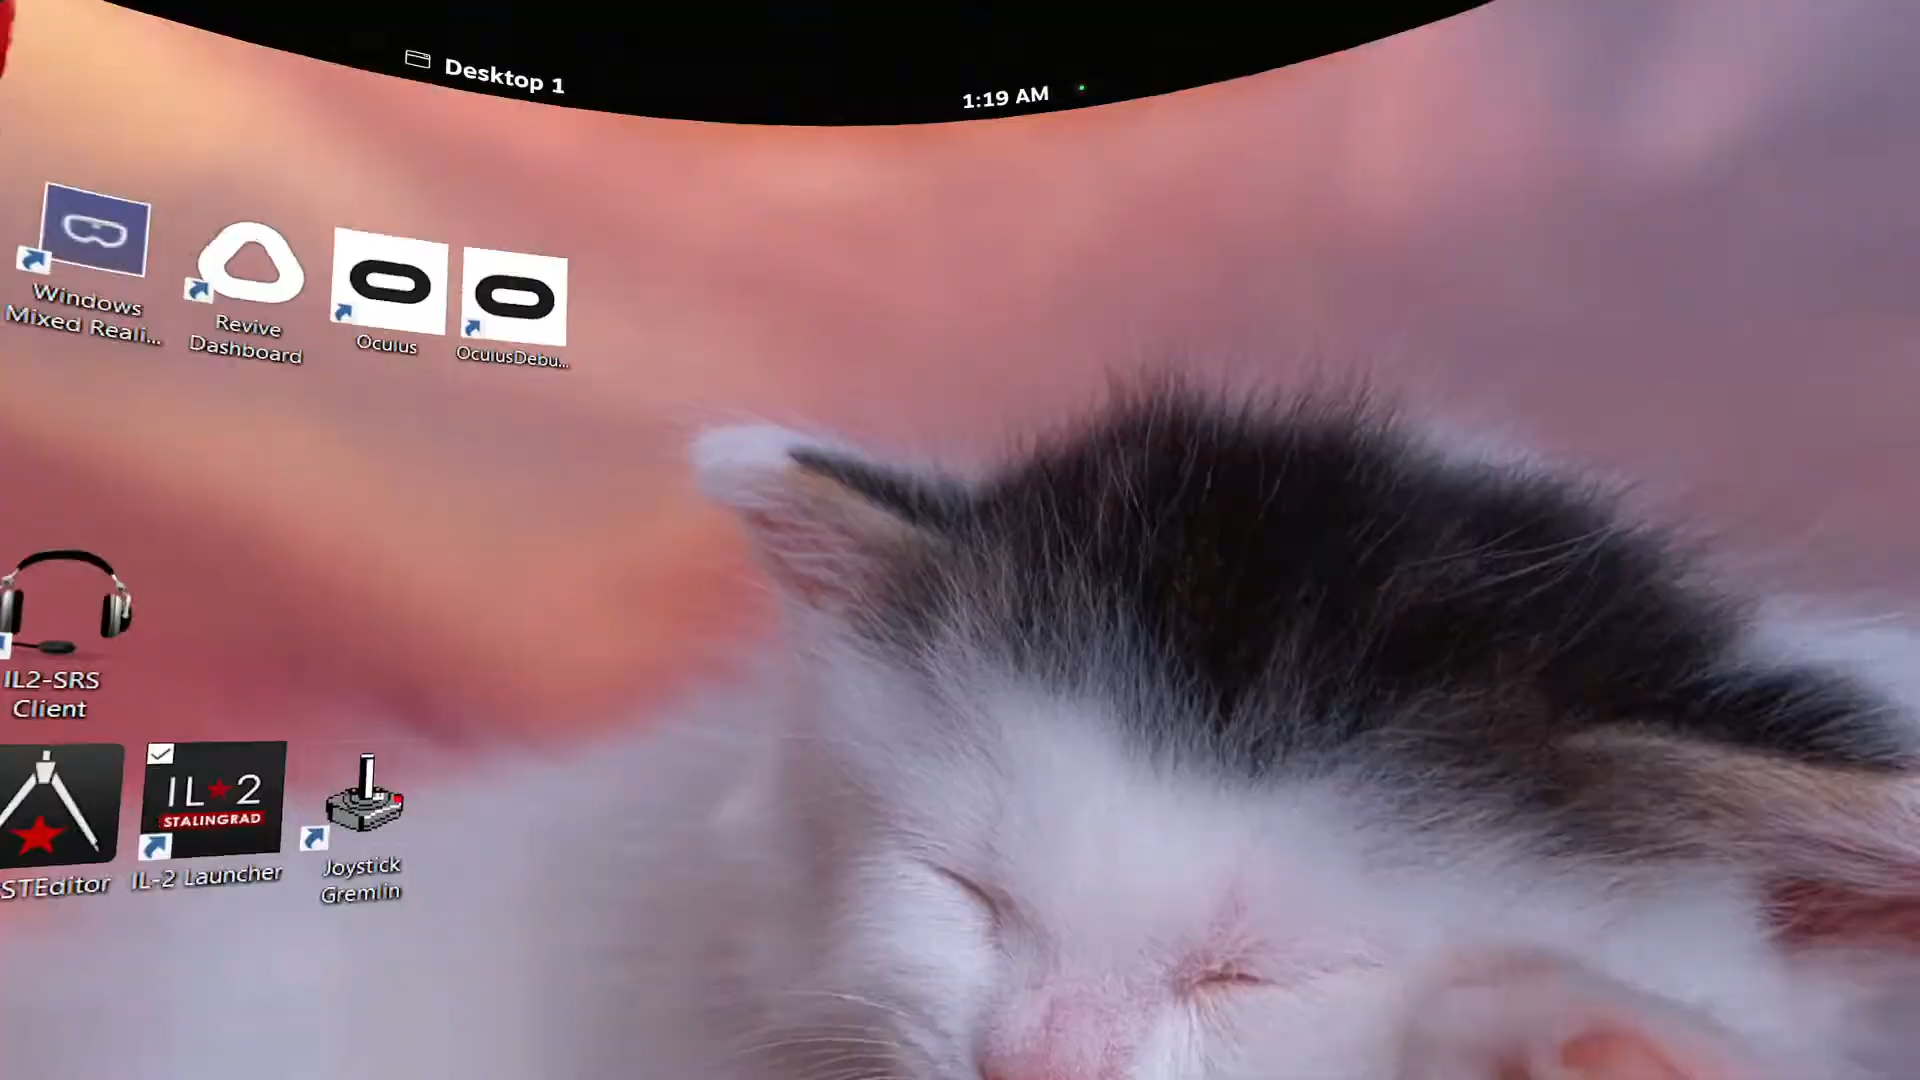 Desktop 1
1:19 AM
Windows
Mixed Reali...
Revive
Dashboard
Oculus
OculusDebu...
IL2-SRS
Client
IL★2
STALINGRAD
STEditor
IL-2 Launcher
Joystick
Gremlin